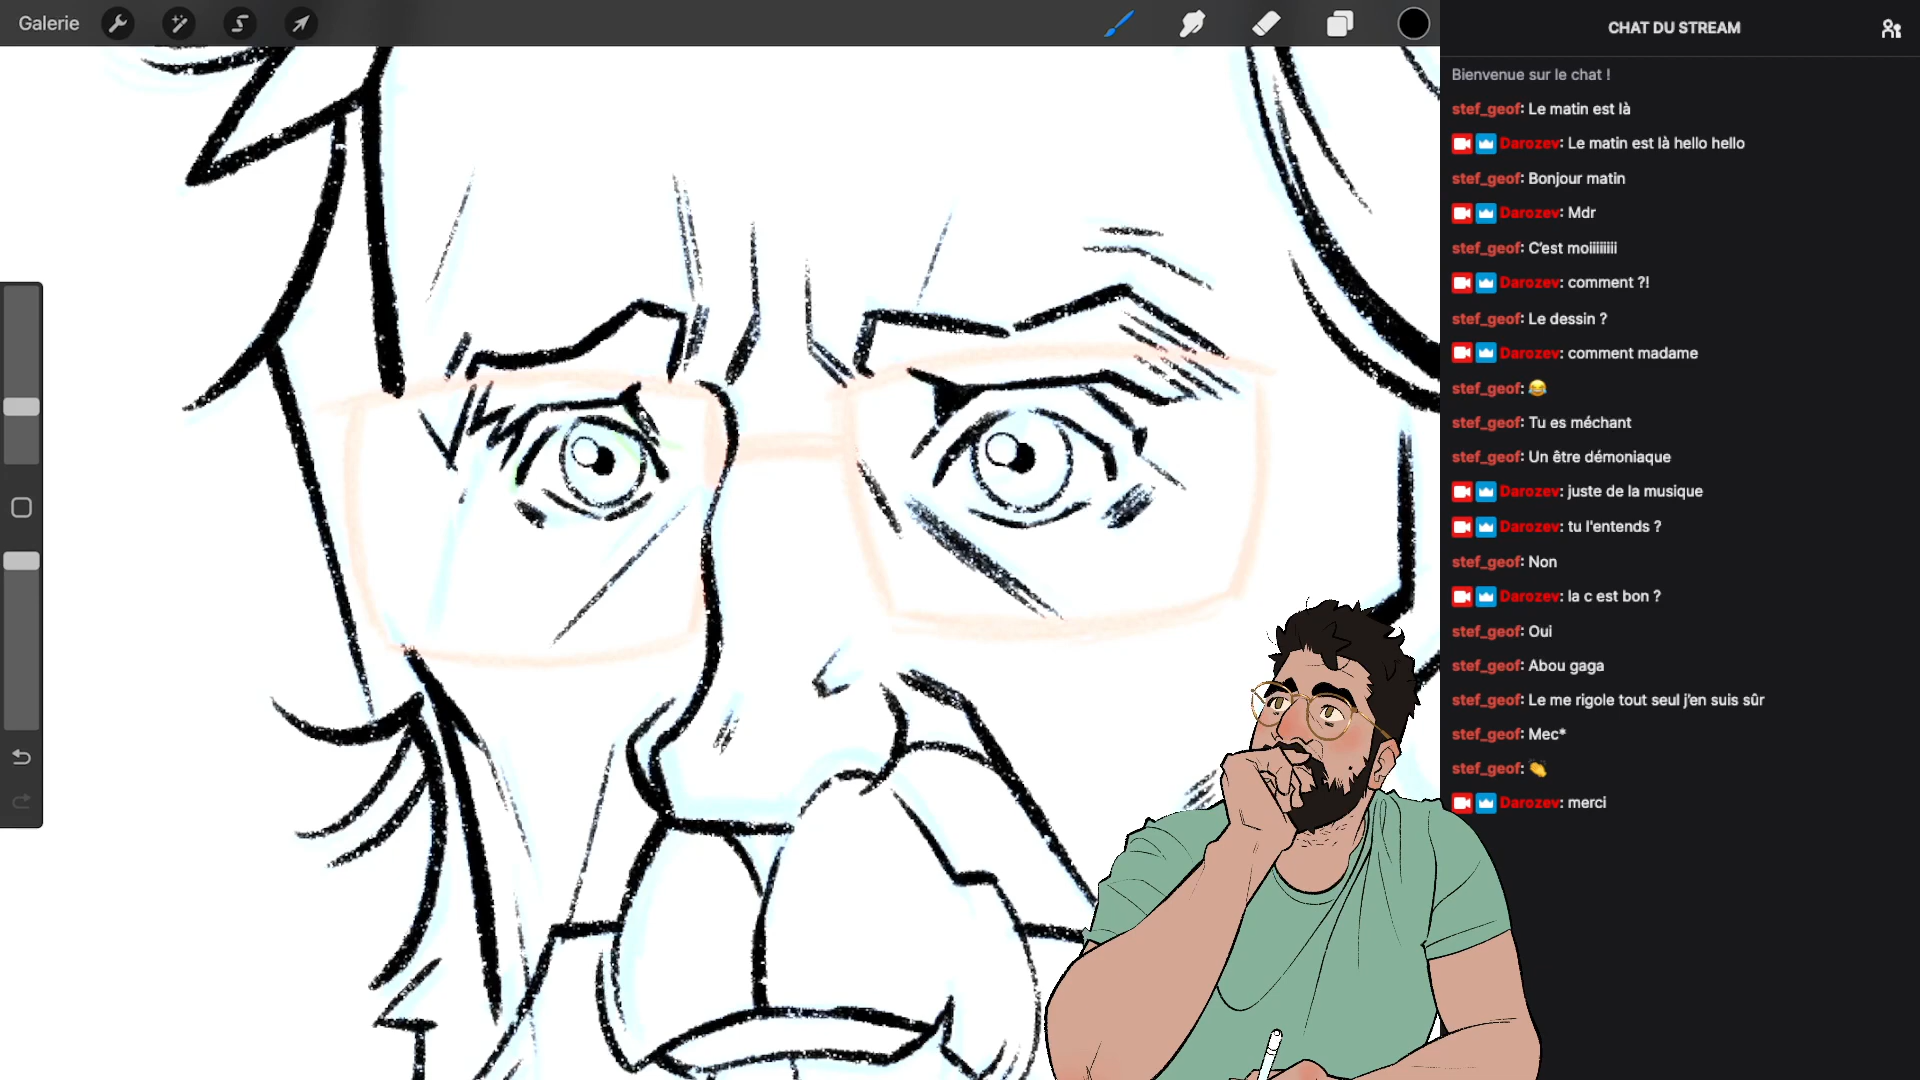 Galerie
CHAT DU STREAM
Bienvenue sur le chat !
stef_geof: Le matin est là
Darozev: Le matin est là hello hello
stef_geof: Bonjour matin
Darozev: Mdr
stef_geof: C'est moiiiiiiiii
Darozev: comment ?!
stef_geof: Le dessin ?
Darozev: comment madame
stef_geof: 😂
stef_geof: Tu es méchant
stef_geof: Un être démoniaque
Darozev: juste de la musique
Darozev: tu l'entends ?
stef_geof: Non
Darozev: la c est bon ?
stef_geof: Oui
stef_geof: Abou gaga
stef_geof: Le me rigole tout seul j'en suis sûr
stef_geof: Mec*
stef_geof: 👏
Darozev: merci